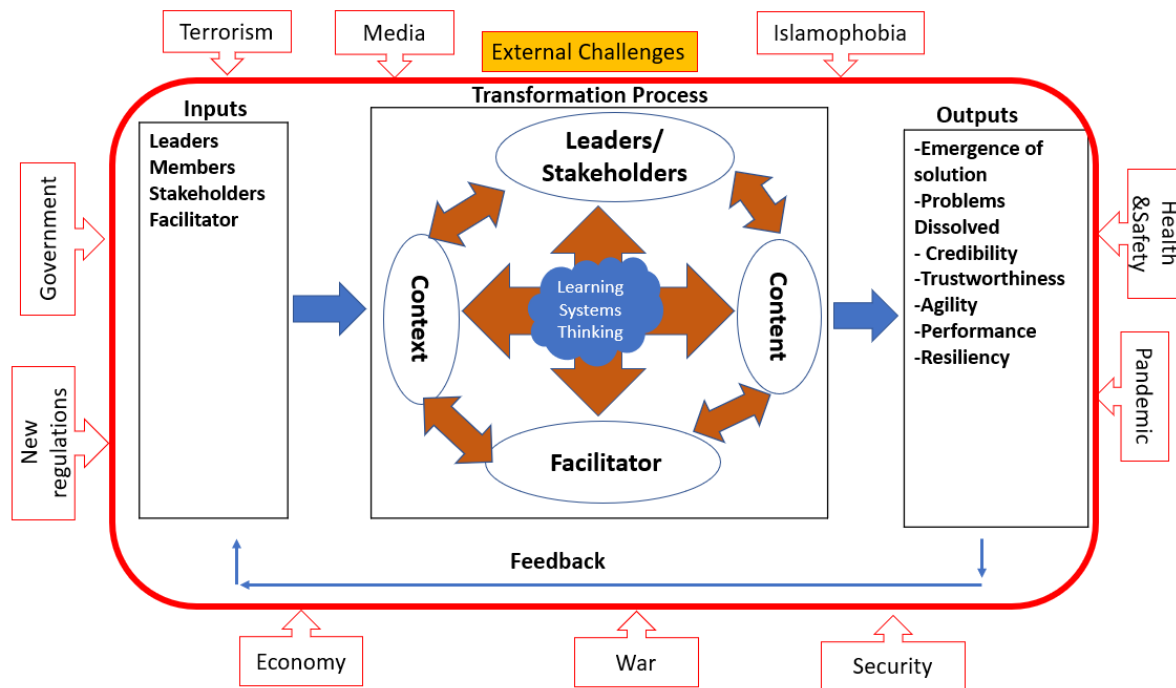 Terrorism
Media
External Challenges
Islamophobia
Inputs
Leaders
Members
Stakeholders
Facilitator
Transformation Process
Leaders/
Stakeholders
Context
Learning
Systems
Thinking
Content
Facilitator
Outputs
-Emergence of
solution
-Problems
Dissolved
- Credibility
-Trustworthiness
-Agility
-Performance
-Resiliency
Government
New
regulations
Health
&Safety
Pandemic
Feedback
Economy
War
Security